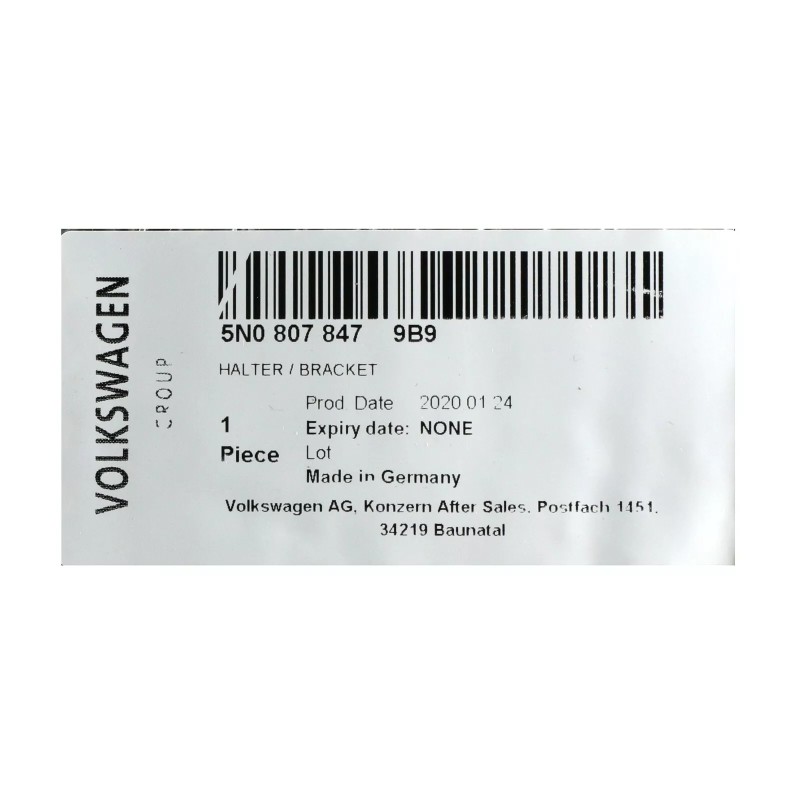 VOLKSWAGEN
GROUP
5N0 807 847 9B9
HALTER / BRACKET
Prod. Date 2020 01 24
1 Expiry date: NONE
Piece Lot
Made in Germany
Volkswagen AG, Konzern After Sales, Postfach 1451,
34219 Baunatal